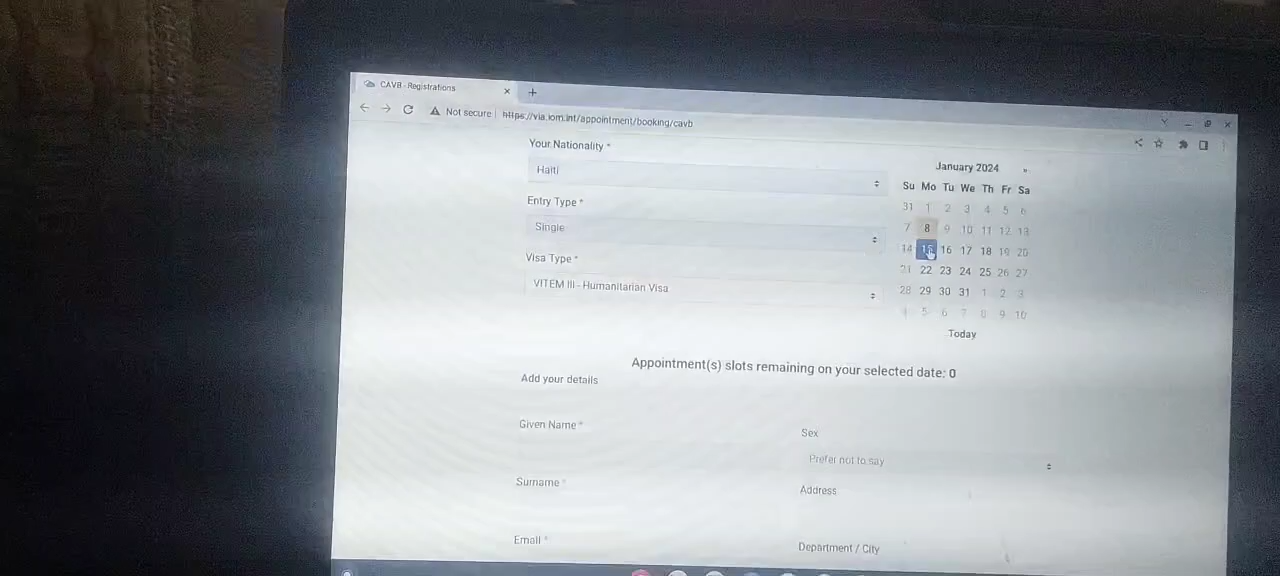 CAVB - Registrations
Not secure | https://via.iom.int/appointment/booking/cavb
Your Nationality *
Haiti
Entry Type *
Single
Visa Type *
VITEM III - Humanitarian Visa
January 2024 »
Su Mo Tu We Th Fr Sa
31 1 2 3 4 5 6
7 8 9 10 11 12 13
14 15 16 17 18 19 20
21 22 23 24 25 26 27
28 29 30 31 1 2 3
4 5 6 7 8 9 10
Today
Appointment(s) slots remaining on your selected date: 0
Add your details
Given Name *
Sex
Prefer not to say
Surname *
Address
Email *
Department / City